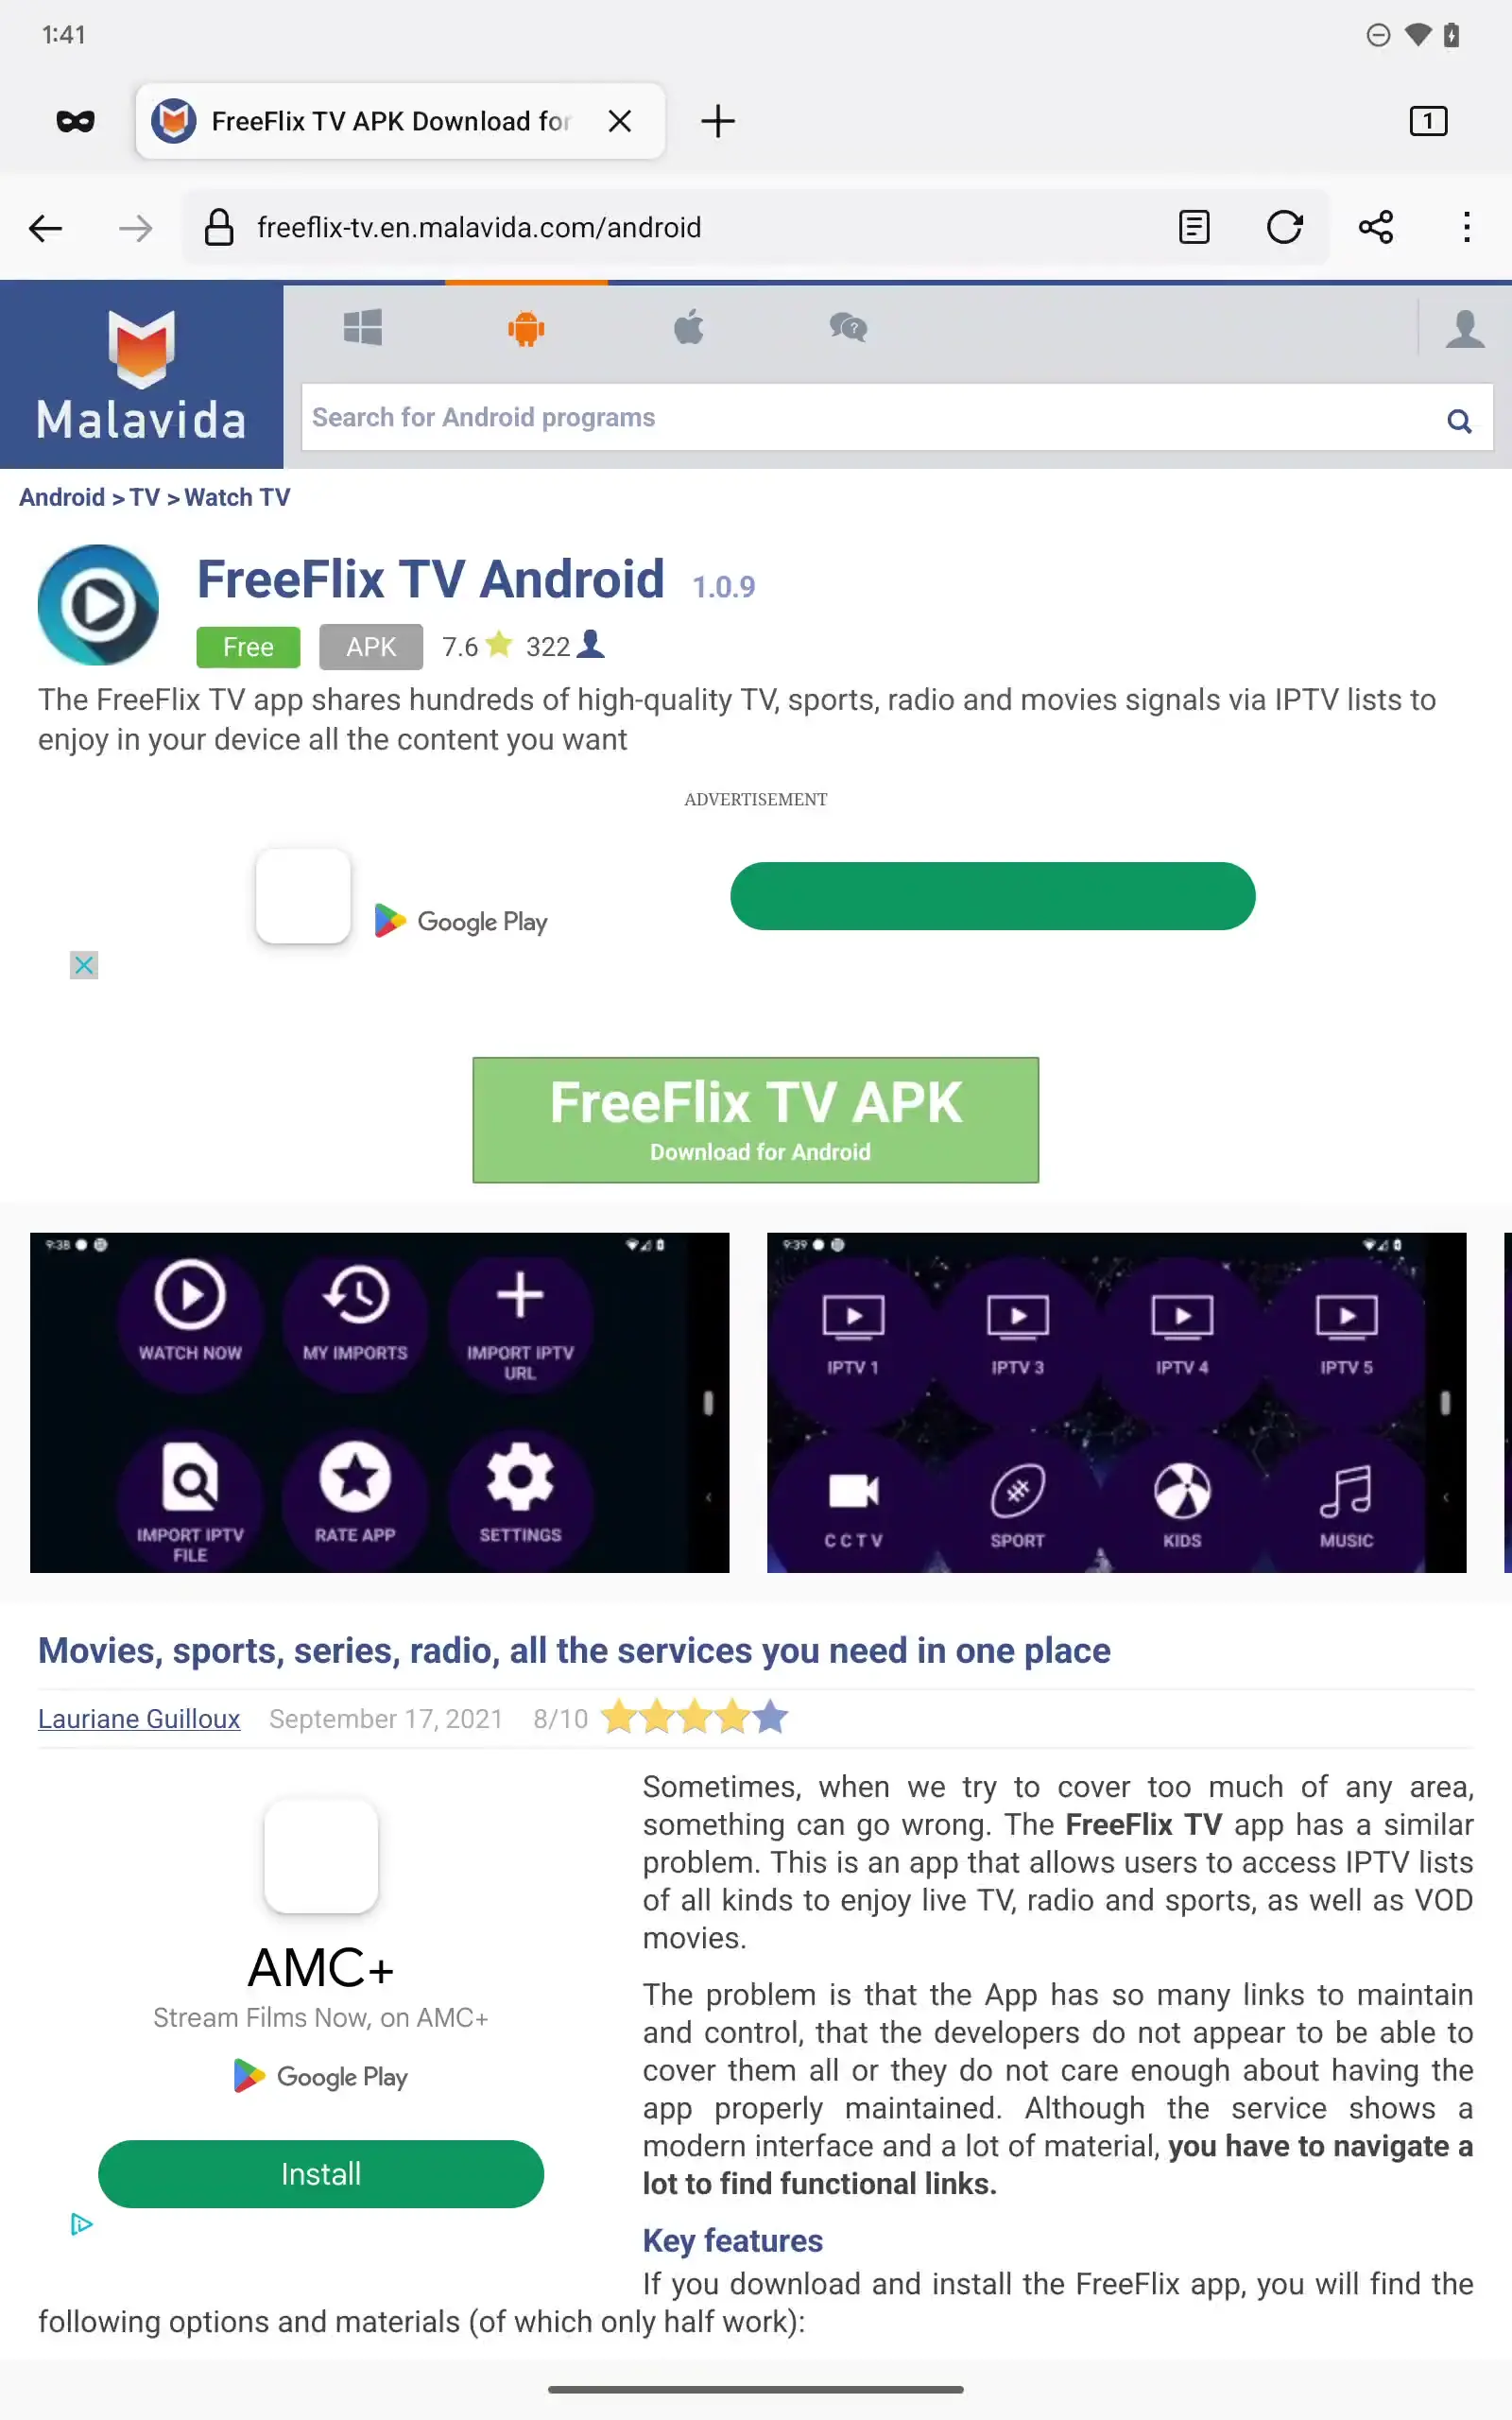 1:41
FreeFlix TV APK Download for
1
freeflix-tv.en.malavida.com/android
Malavida
Search for Android programs
Android > TV > Watch TV
FreeFlix TV Android 1.0.9
Free APK 7.6 322
The FreeFlix TV app shares hundreds of high-quality TV, sports, radio and movies signals via IPTV lists to
enjoy in your device all the content you want
ADVERTISEMENT
Google Play
FreeFlix TV APK
Download for Android
9:38
WATCH NOW MY IMPORTS IMPORT IPTV
URL
IMPORT IPTV RATE APP SETTINGS
FILE
9:39
IPTV 1 IPTV 3 IPTV 4 IPTV 5
C C T V SPORT KIDS MUSIC
Movies, sports, series, radio, all the services you need in one place
Lauriane Guilloux September 17, 2021 8/10
AMC+
Stream Films Now, on AMC+
Google Play
Install
Sometimes, when we try to cover too much of any area,
something can go wrong. The FreeFlix TV app has a similar
problem. This is an app that allows users to access IPTV lists
of all kinds to enjoy live TV, radio and sports, as well as VOD
movies.
The problem is that the App has so many links to maintain
and control, that the developers do not appear to be able to
cover them all or they do not care enough about having the
app properly maintained. Although the service shows a
modern interface and a lot of material, you have to navigate a
lot to find functional links.
Key features
If you download and install the FreeFlix app, you will find the
following options and materials (of which only half work):